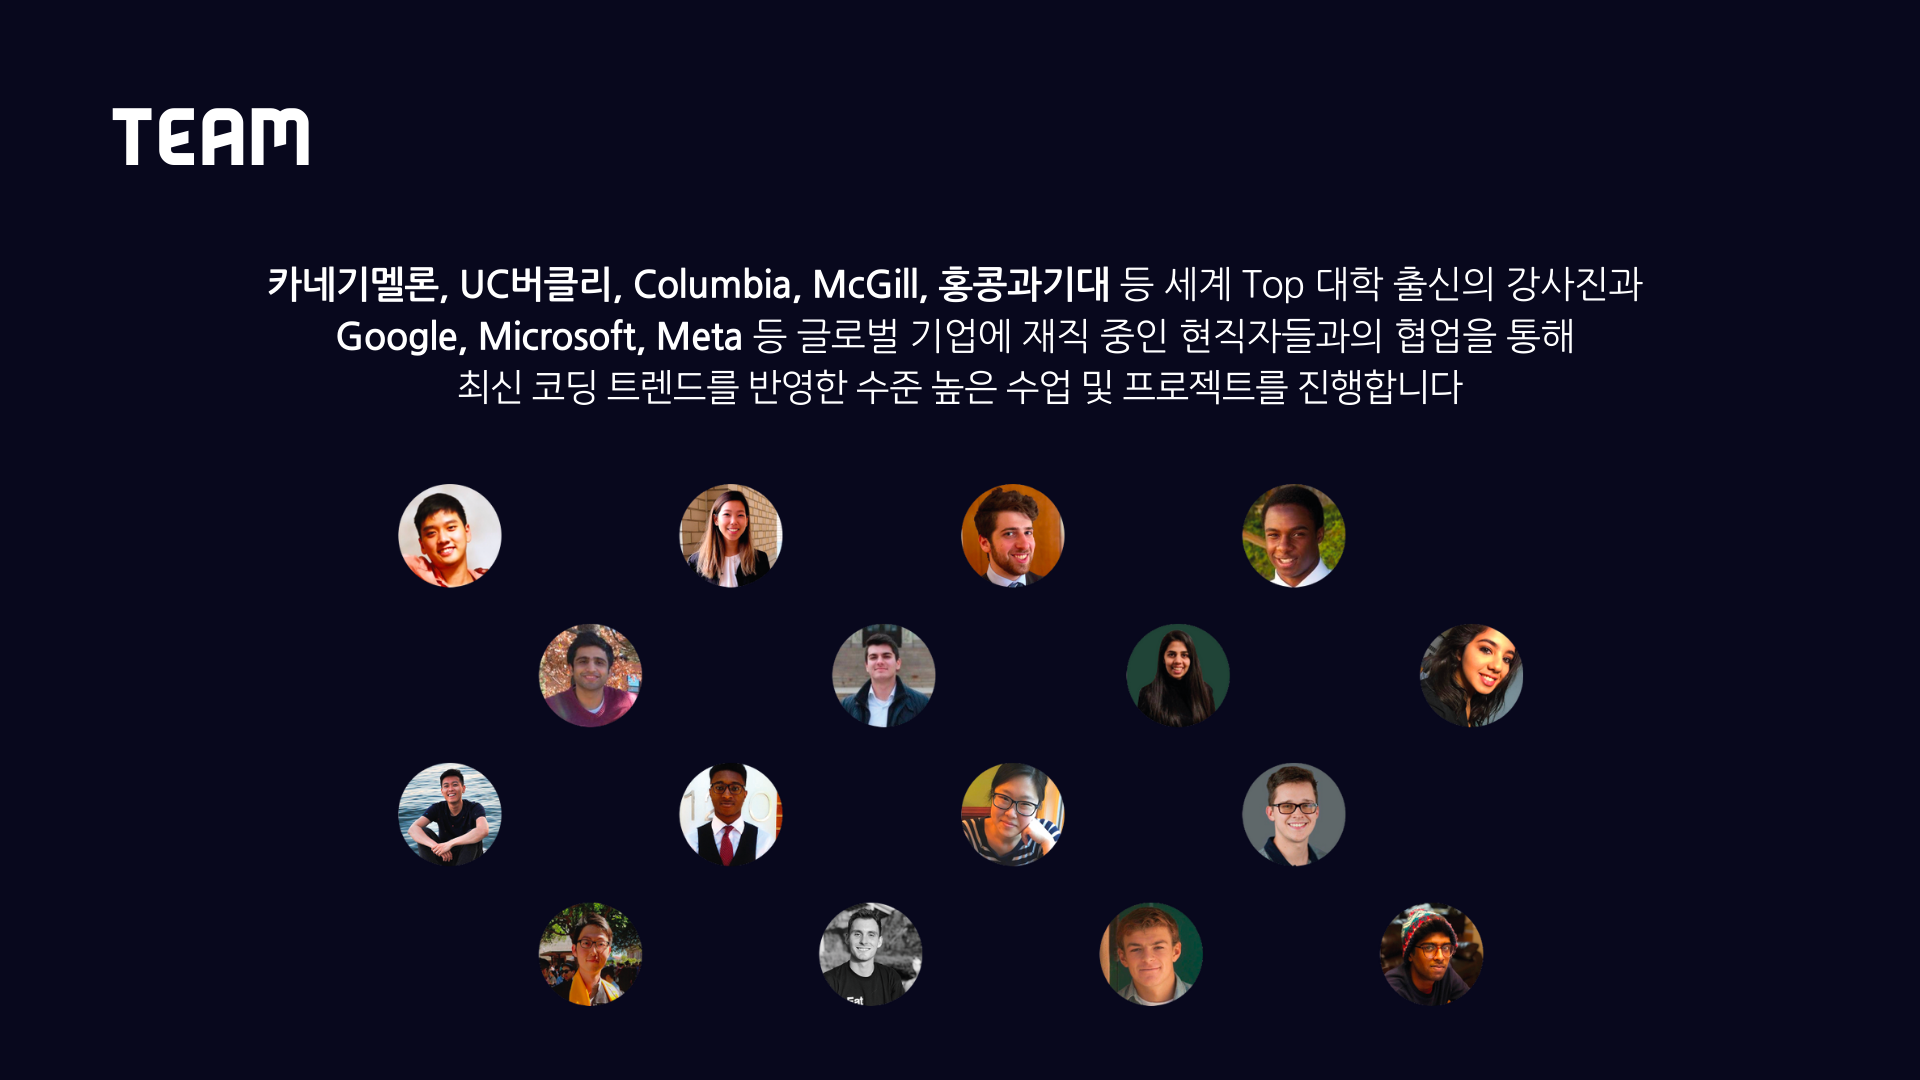 TEAM
카네기멜론, UC버클리, Columbia, McGill, 홍콩과기대 등 세계 Top 대학 출신의 강사진과
Google, Microsoft, Meta 등 글로벌 기업에 재직 중인 현직자들과의 협업을 통해
최신 코딩 트렌드를 반영한 수준 높은 수업 및 프로젝트를 진행합니다
Eat